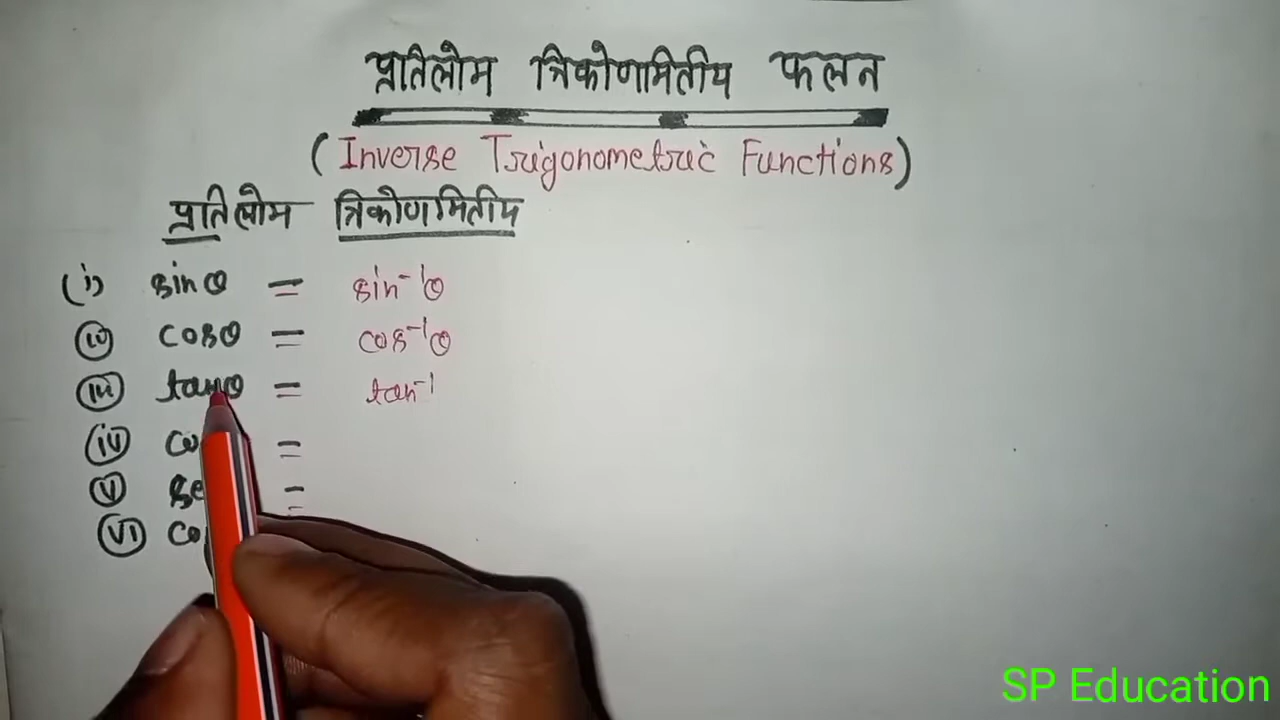 प्रतिलोम त्रिकोणमितीय फलन
(Inverse Trigonometric Functions)
प्रतिलोम त्रिकोणमितीय
(i) sinθ = sin⁻¹θ
(ii) cosθ = cos⁻¹θ
(iii) tanθ = tan⁻¹
(iv) =
(v) =
(vi)
SP Education